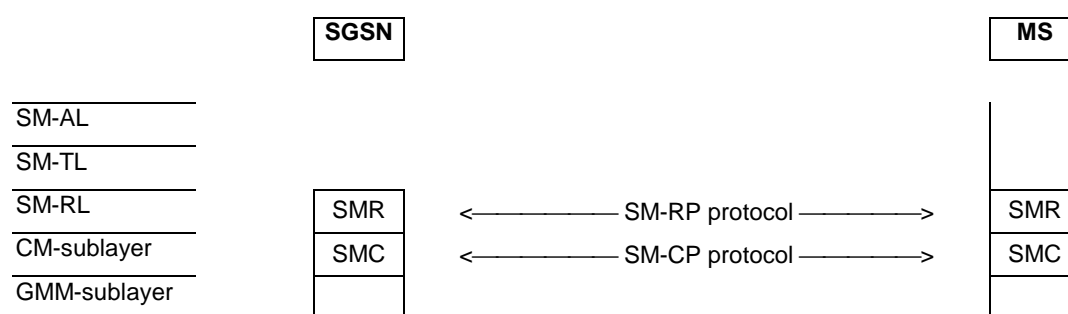 SGSN MS
SM-AL
SM-TL
SM-RL SMR <—————— SM-RP protocol ——————> SMR
CM-sublayer SMC <—————— SM-CP protocol ——————> SMC
GMM-sublayer